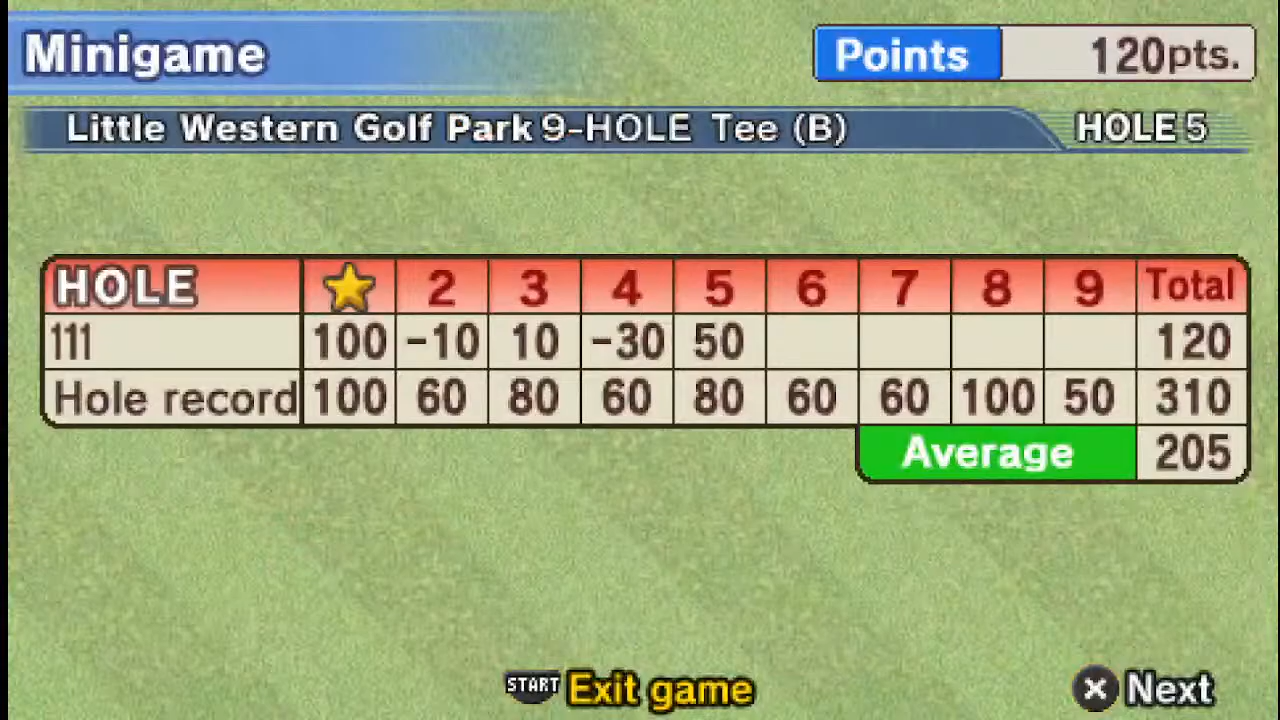 Minigame
Points 120pts.
Little Western Golf Park 9-HOLE Tee (B) HOLE 5
HOLE 2 3 4 5 6 7 8 9 Total
111 100 -10 10 -30 50 120
Hole record 100 60 80 60 80 60 60 100 50 310
Average 205
START Exit game
X Next